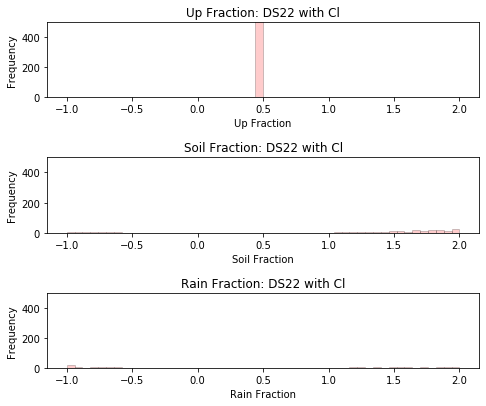 Up Fraction: DS22 with Cl
400
200
0
Frequency
−1.0 −0.5 0.0 0.5 1.0 1.5 2.0
Up Fraction
Soil Fraction: DS22 with Cl
400
200
0
Frequency
−1.0 −0.5 0.0 0.5 1.0 1.5 2.0
Soil Fraction
Rain Fraction: DS22 with Cl
400
200
0
Frequency
−1.0 −0.5 0.0 0.5 1.0 1.5 2.0
Rain Fraction